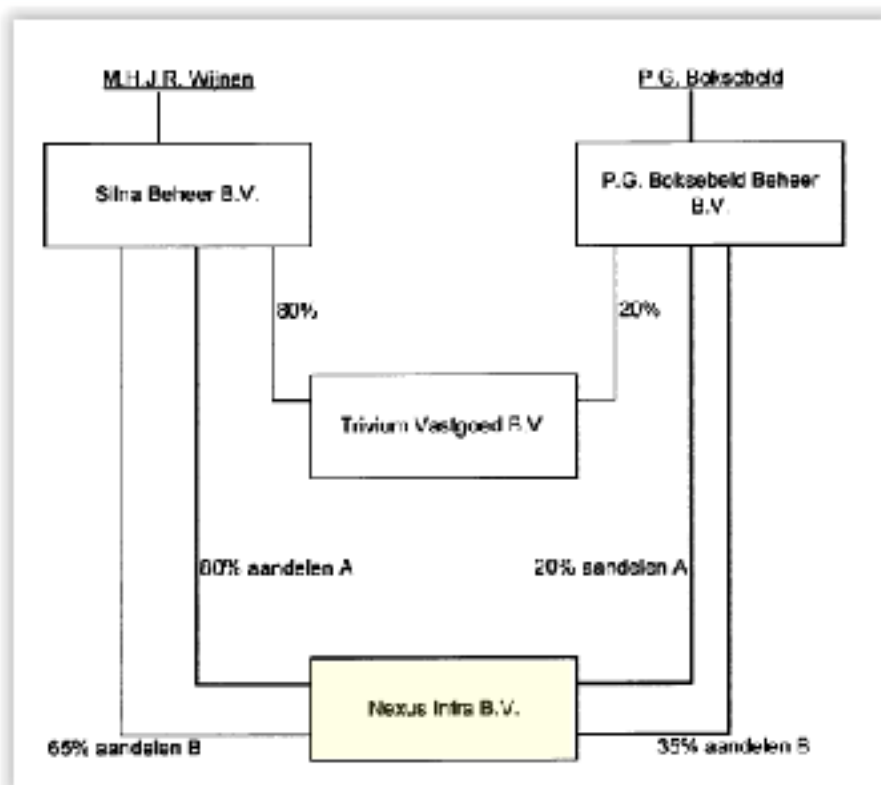 M.H.J.R. Wijnen
P.G. Boksebeld
Silna Beheer B.V.
P.G. Boksebeld Beheer
B.V.
80%
20%
Trivium Vastgoed B.V.
80% aandelen A
20% aandelen A
Nexus Infra B.V.
65% aandelen B
35% aandelen B